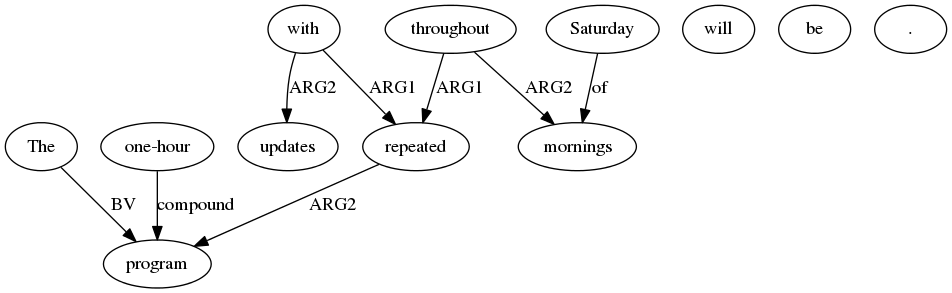 with throughout Saturday will be .
ARG2 ARG1 ARG1 ARG2 of
The one-hour updates repeated mornings
BV compound ARG2
program